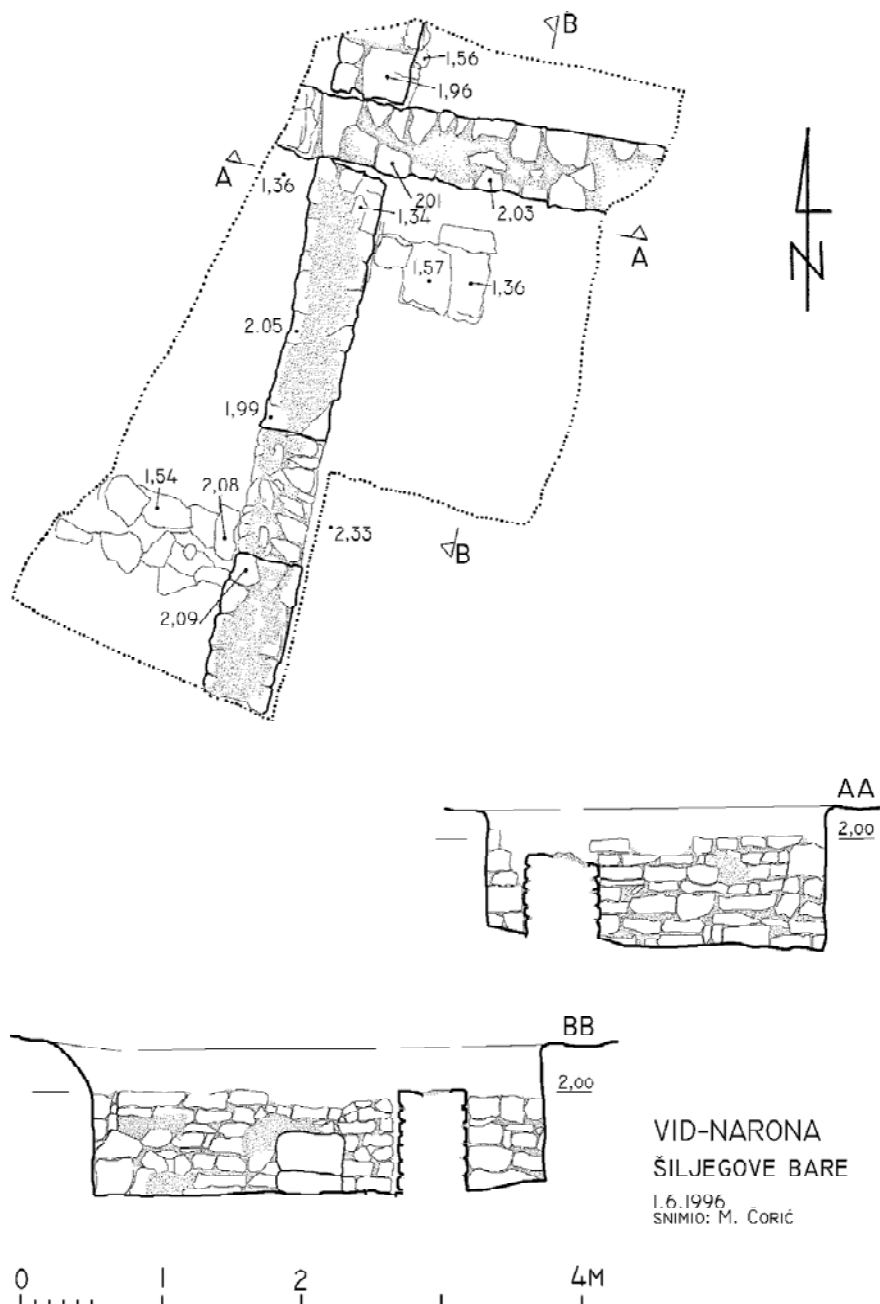 B
1,56
1,96
A
1,36
201
2,03
1,34
A
1,57
1,36
N
2.05
1,99
1,54
2,08
2,33
B
2,09
AA
2,00
BB
2,00
VID-NARONA
ŠILJEGOVE BARE
1.6.1996
SNIMIO: M. ČORIĆ
0 1 2 4M